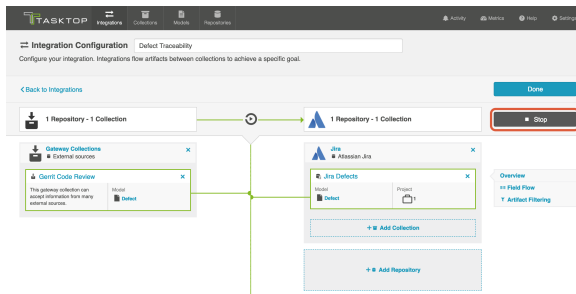 TASKTOP
Integrations
Collections
Models
Repositories
Activity
Metrics
Help
Settings
Integration Configuration
Defect Traceability
Configure your integration. Integrations flow artifacts between collections to achieve a specific goal.
Back to Integrations
Done
1 Repository - 1 Collection
1 Repository - 1 Collection
Stop
Gateway Collections
External sources
Gerrit Code Review
This gateway collection can
accept information from many
external sources.
Model
Defect
Jira
Atlassian Jira
Jira Defects
Model
Defect
Project
1
Overview
Field Flow
Artifact Filtering
+ Add Collection
+ Add Repository